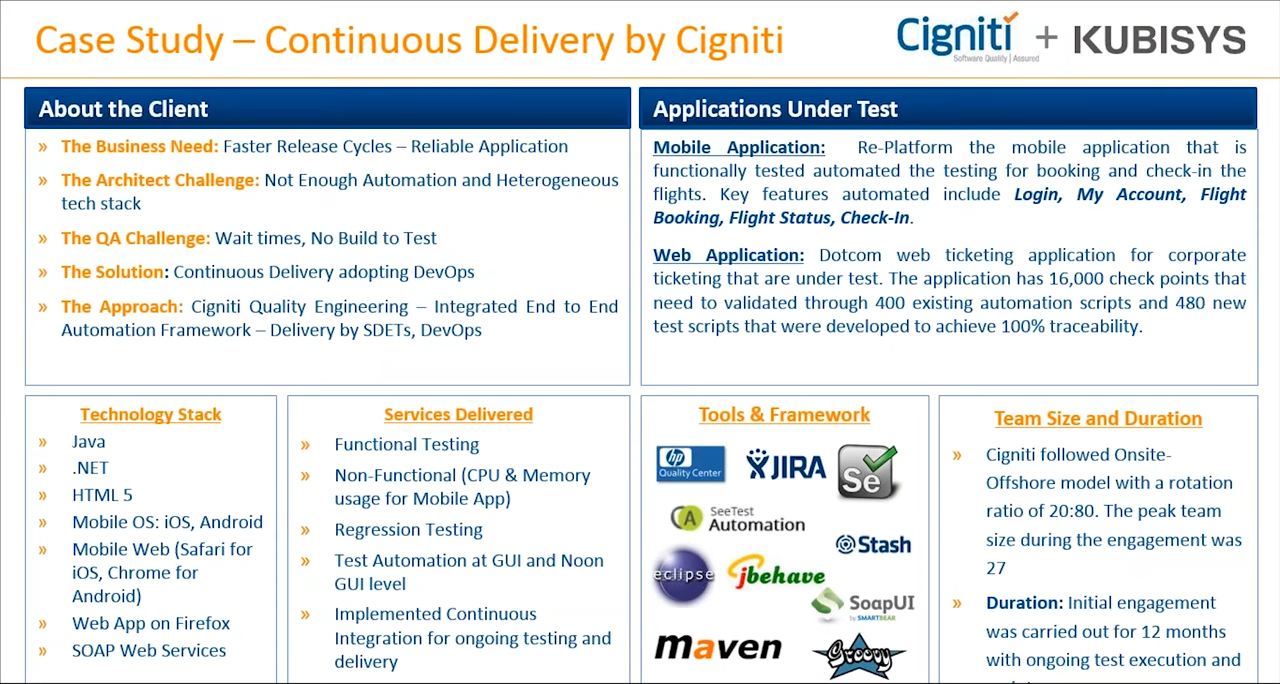 Case Study – Continuous Delivery by Cigniti
Cigniti
Software Quality | Assured
+
KUBISYS
About the Client
» The Business Need: Faster Release Cycles – Reliable Application
» The Architect Challenge: Not Enough Automation and Heterogeneous
tech stack
» The QA Challenge: Wait times, No Build to Test
» The Solution: Continuous Delivery adopting DevOps
» The Approach: Cigniti Quality Engineering – Integrated End to End
Automation Framework – Delivery by SDETs, DevOps
Applications Under Test
Mobile Application: Re-Platform the mobile application that is
functionally tested automated the testing for booking and check-in the
flights. Key features automated include Login, My Account, Flight
Booking, Flight Status, Check-In.
Web Application: Dotcom web ticketing application for corporate
ticketing that are under test. The application has 16,000 check points that
need to validated through 400 existing automation scripts and 480 new
test scripts that were developed to achieve 100% traceability.
Technology Stack
» Java
» .NET
» HTML 5
» Mobile OS: iOS, Android
» Mobile Web (Safari for
iOS, Chrome for
Android)
» Web App on Firefox
» SOAP Web Services
Services Delivered
» Functional Testing
» Non-Functional (CPU & Memory
usage for Mobile App)
» Regression Testing
» Test Automation at GUI and Noon
GUI level
» Implemented Continuous
Integration for ongoing testing and
delivery
Tools & Framework
hp
Quality Center
JIRA
Se
SeeTest
Automation
Stash
eclipse
jbehave
SoapUI
by SMARTBEAR
maven
Groovy
Team Size and Duration
» Cigniti followed Onsite-
Offshore model with a rotation
ratio of 20:80. The peak team
size during the engagement was
27
» Duration: Initial engagement
was carried out for 12 months
with ongoing test execution and